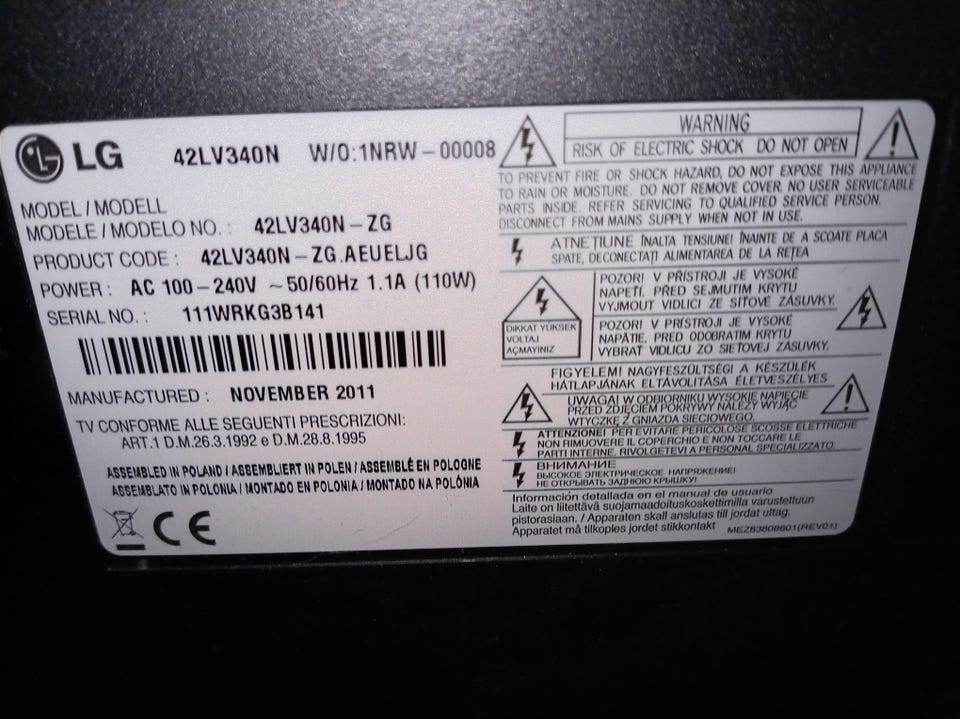 LG 42LV340N W/O:1NRW-00008
MODEL / MODELL
MODELE / MODELO NO. : 42LV340N-ZG
PRODUCT CODE : 42LV340N-ZG.AEUELJG
POWER : AC 100-240V ~50/60Hz 1.1A (110W)
SERIAL NO. : 111WRKG3B141
MANUFACTURED : NOVEMBER 2011
TV CONFORME ALLE SEGUENTI PRESCRIZIONI:
ART.1 D.M.26.3.1992 e D.M.28.8.1995
ASSEMBLED IN POLAND / ASSEMBLIERT IN POLEN / ASSEMBLÉ EN POLOGNE
ASSEMBLATO IN POLONIA / MONTADO EN POLONIA / MONTADO NA POLÓNIA
CE
WARNING
RISK OF ELECTRIC SHOCK DO NOT OPEN
TO PREVENT FIRE OR SHOCK HAZARD, DO NOT EXPOSE THIS APPLIANCE
TO RAIN OR MOISTURE. DO NOT REMOVE COVER. NO USER SERVICEABLE
PARTS INSIDE. REFER SERVICING TO QUALIFIED SERVICE PERSON.
DISCONNECT FROM MAINS SUPPLY WHEN NOT IN USE.
ATNEȚIUNE ÎNALTA TENSIUNE! ÎNAINTE DE A SCOATE PLACA
SPATE, DECONECTAȚI ALIMENTAREA DE LA REȚEA
DIKKAT YÜKSEK
VOLTAJ
AÇMAYINIZ
POZOR! V PŘÍSTROJI JE VYSOKÉ
NAPETÍ. PŘED SEJMUTIM KRYTU
VYJMOUT VIDLICI ZE SÍŤOVÉ ZÁSUVKY.
POZOR! V PRÍSTROJI JE VYSOKÉ
NAPÄTIE, PRED ODOBRATIM KRYTU
VYBRAT VIDLICU ZO SIEŤOVEJ ZÁSUVKY.
FIGYELEM! NAGYFESZÜLTSÉG! A KÉSZÜLÉK
HÁTLAPJÁNAK ELTÁVOLITÁSA ÉLETVESZÉLYES
UWAGA! W ODBIORNIKU WYSOKIE NAPIĘCIE
PRZED ZDJĘCIEM POKRYWY NALEŻY WYJĄĆ
WTYCZKĘ Z GNIAZDA SIECIOWEGO.
ATTENZIONE! PER EVITARE PERICOLOSE SCOSSE ELETTRICHE
NON RIMUOVERE IL COPERCHIO E NON TOCCARE LE
PARTI INTERNE. RIVOLGETEVI A PERSONAL SPECIALIZZATO.
ВНИМАНИЕ
ВЫСОКОЕ ЭЛЕКТРИЧЕСКОЕ НАПРЯЖЕНИЕ!
НЕ ОТКРЫВАТЬ ЗАДНЮЮ КРЫШКУ!
Información detallada en el manual de usuario
Laite on liitettävä suojamaadoituskoskettimilla varustettuun
pistorasiaan. / Apparaten skall anslutas till jordat uttag.
Apparatet må tilkoples jordet stikkontakt MEZ63808601(REV01)